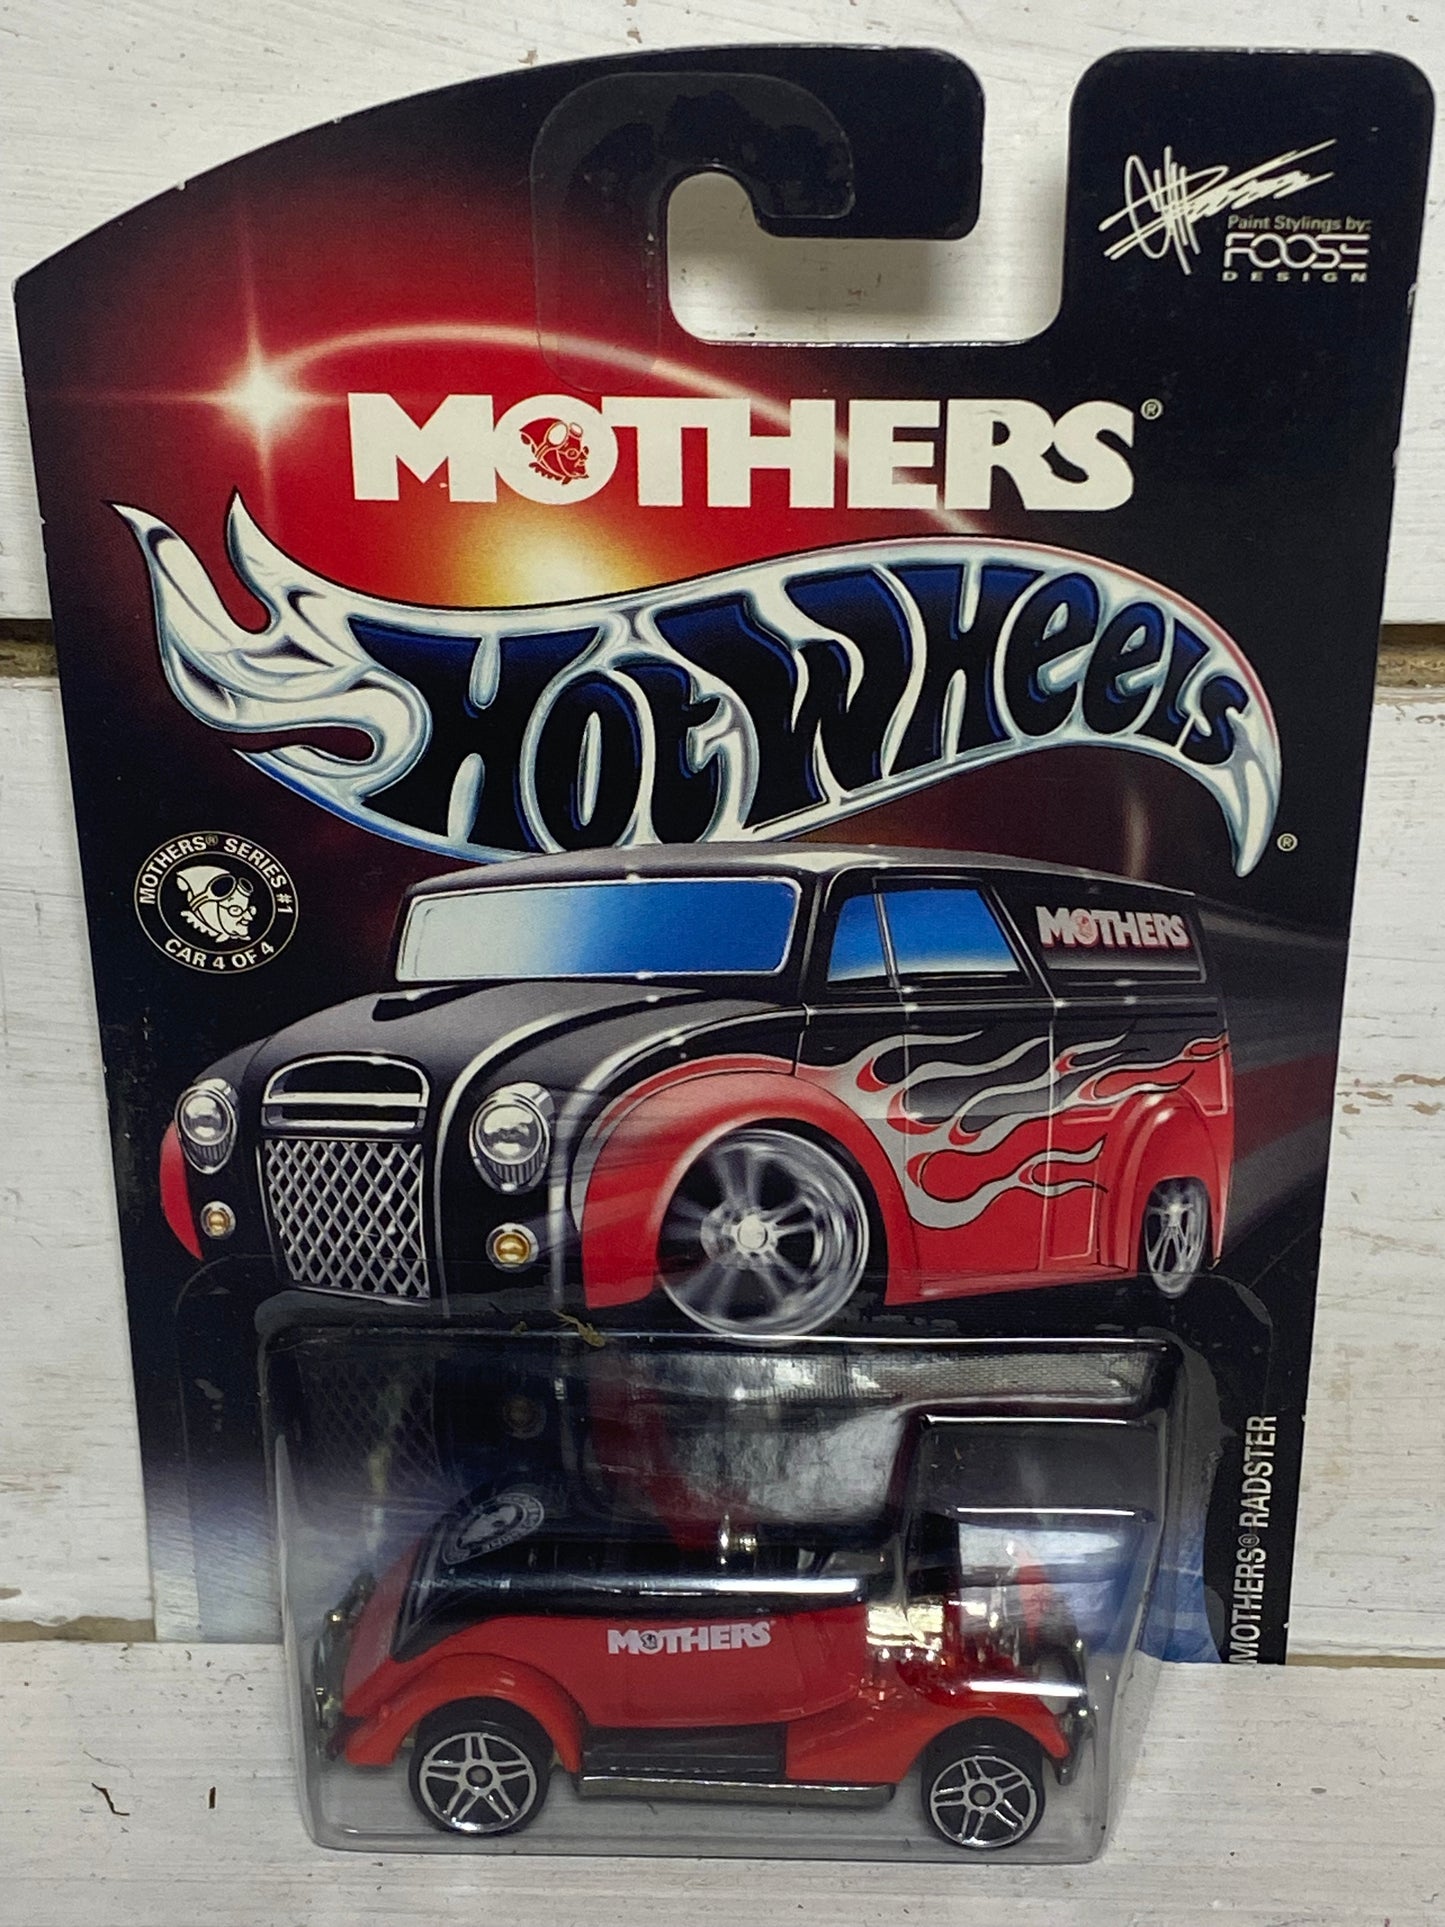 Paint Stylings by:
FOOSE
DESIGN
MOTHERS®
Hot Wheels®
MOTHERS® SERIES #1
CAR 4 OF 4
MOTHERS
MOTHERS® RADSTER
MOTHERS